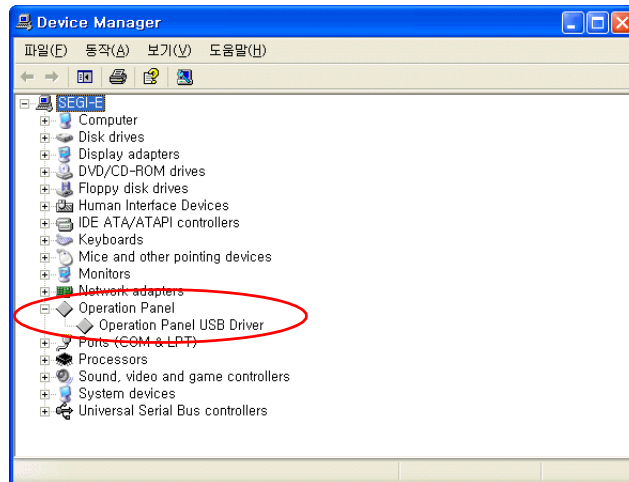 Device Manager
파일(F) 동작(A) 보기(V) 도움말(H)
SEGI-E
Computer
Disk drives
Display adapters
DVD/CD-ROM drives
Floppy disk drives
Human Interface Devices
IDE ATA/ATAPI controllers
Keyboards
Mice and other pointing devices
Monitors
Network adapters
Operation Panel
Operation Panel USB Driver
Ports (COM & LPT)
Processors
Sound, video and game controllers
System devices
Universal Serial Bus controllers